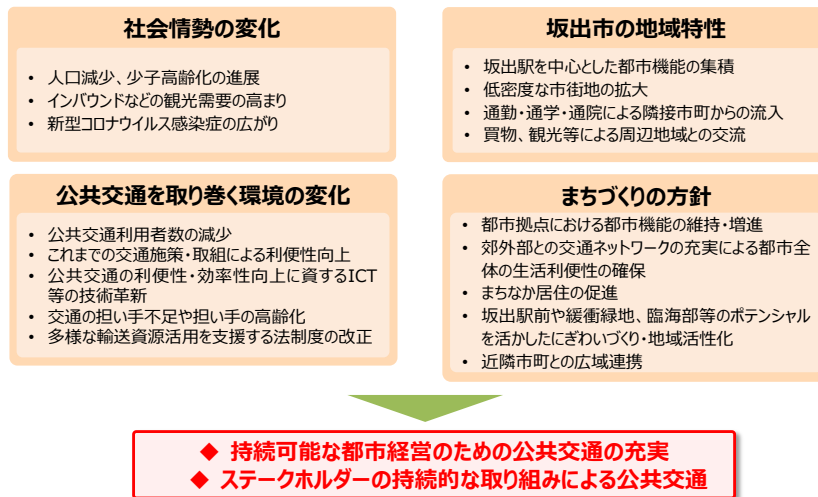 社会情勢の変化
• 人口減少、少子高齢化の進展
• インバウンドなどの観光需要の高まり
• 新型コロナウイルス感染症の広がり
坂出市の地域特性
• 坂出駅を中心とした都市機能の集積
• 低密度な市街地の拡大
• 通勤・通学・通院による隣接市町からの流入
• 買物、観光等による周辺地域との交流
公共交通を取り巻く環境の変化
• 公共交通利用者数の減少
• これまでの交通施策・取組による利便性向上
• 公共交通の利便性・効率性向上に資するICT
等の技術革新
• 交通の担い手不足や担い手の高齢化
• 多様な輸送資源活用を支援する法制度の改正
まちづくりの方針
• 都市拠点における都市機能の維持・増進
• 郊外部との交通ネットワークの充実による都市全
体の生活利便性の確保
• まちなか居住の促進
• 坂出駅前や緩衝緑地、臨海部等のポテンシャル
を活かしたにぎわいづくり・地域活性化
• 近隣市町との広域連携
◆ 持続可能な都市経営のための公共交通の充実
◆ ステークホルダーの持続的な取り組みによる公共交通